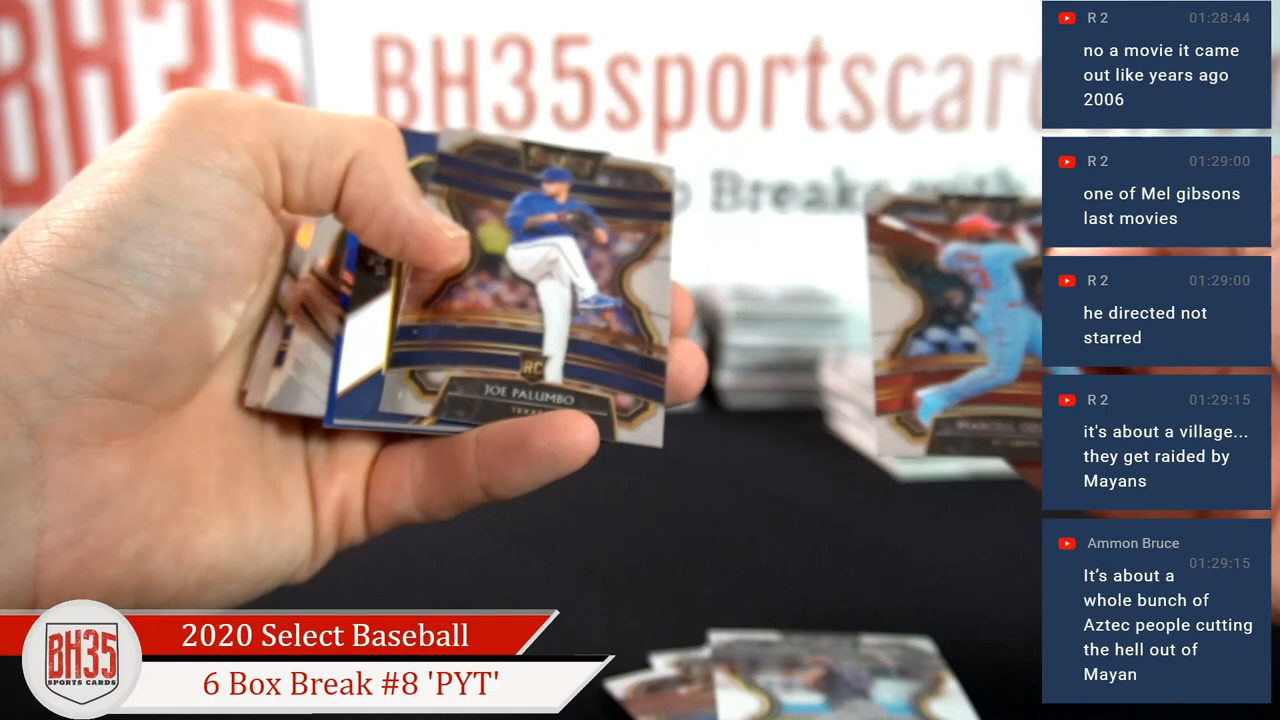 R 2
01:28:44
no a movie it came
out like years ago
2006
R 2
01:29:00
one of Mel gibsons
last movies
R 2
01:29:00
he directed not
starred
R 2
01:29:15
it's about a village...
they get raided by
Mayans
Ammon Bruce
01:29:15
It’s about a
whole bunch of
Aztec people cutting
the hell out of
Mayan
BH35
BH35sportscar
Breaks with
SELECT
RC
JOE PALUMBO
BH35
SPORTS CARDS
2020 Select Baseball
6 Box Break #8 'PYT'